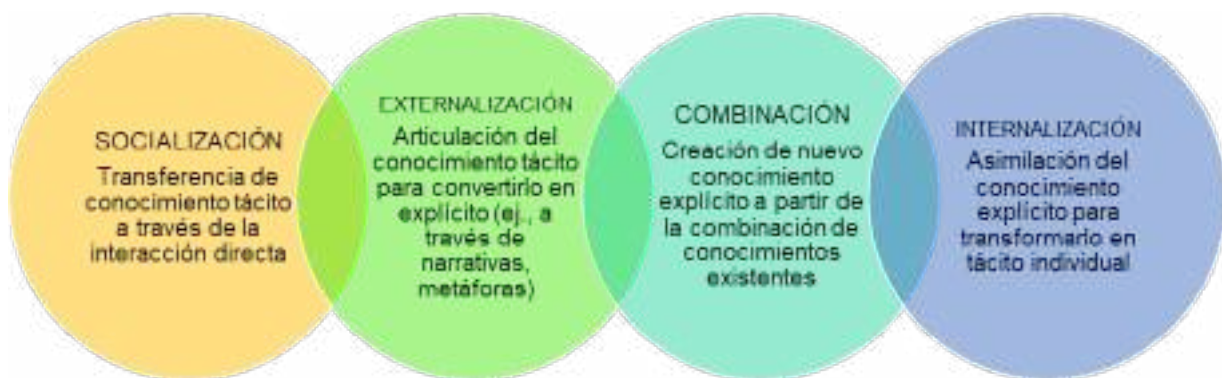 SOCIALIZACIÓN
Transferencia de
conocimiento tácito
a través de la
interacción directa
EXTERNALIZACIÓN
Articulación del
conocimiento tácito
para convertirlo en
explícito (ej., a
través de
narrativas,
metáforas)
COMBINACIÓN
Creación de nuevo
conocimiento
explícito a partir de
la combinación de
conocimientos
existentes
INTERNALIZACIÓN
Asimilación del
conocimiento
explícito para
transformarlo en
tácito individual